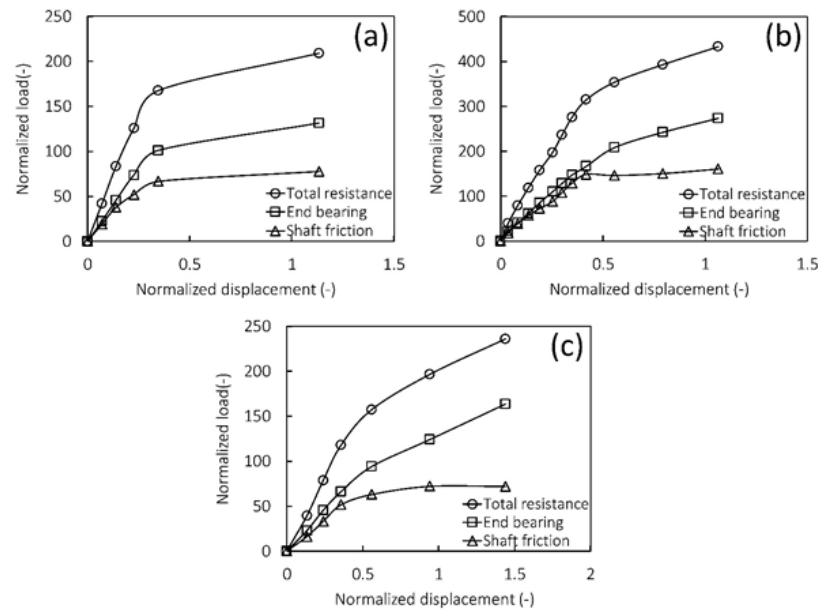 (a)
Normalized load(-)
250
200
150
100
50
0
Total resistance
End bearing
Shaft friction
0 0.5 1 1.5
Normalized displacement (-)
(b)
Normalized load(-)
500
400
300
200
100
0
Total resistance
End bearing
Shaft friction
0 0.5 1 1.5
Normalized displacement (-)
(c)
Normalized load(-)
250
200
150
100
50
0
Total resistance
End bearing
Shaft friction
0 0.5 1 1.5 2
Normalized displacement (-)